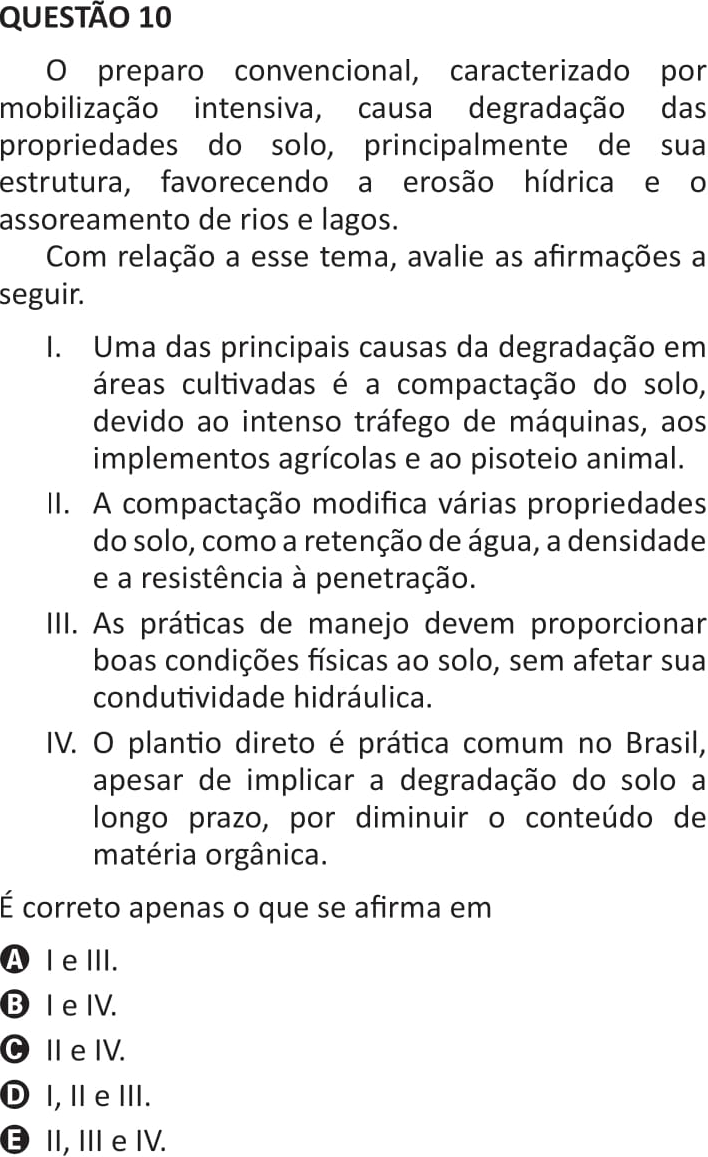 QUESTÃO 10
O preparo convencional, caracterizado por
mobilização intensiva, causa degradação das
propriedades do solo, principalmente de sua
estrutura, favorecendo a erosão hídrica e o
assoreamento de rios e lagos.
Com relação a esse tema, avalie as afirmações a
seguir.
I. Uma das principais causas da degradação em
áreas cultivadas é a compactação do solo,
devido ao intenso tráfego de máquinas, aos
implementos agrícolas e ao pisoteio animal.
II. A compactação modifica várias propriedades
do solo, como a retenção de água, a densidade
e a resistência à penetração.
III. As práticas de manejo devem proporcionar
boas condições físicas ao solo, sem afetar sua
condutividade hidráulica.
IV. O plantio direto é prática comum no Brasil,
apesar de implicar a degradação do solo a
longo prazo, por diminuir o conteúdo de
matéria orgânica.
É correto apenas o que se afirma em
A I e III.
B I e IV.
C II e IV.
D I, II e III.
E II, III e IV.